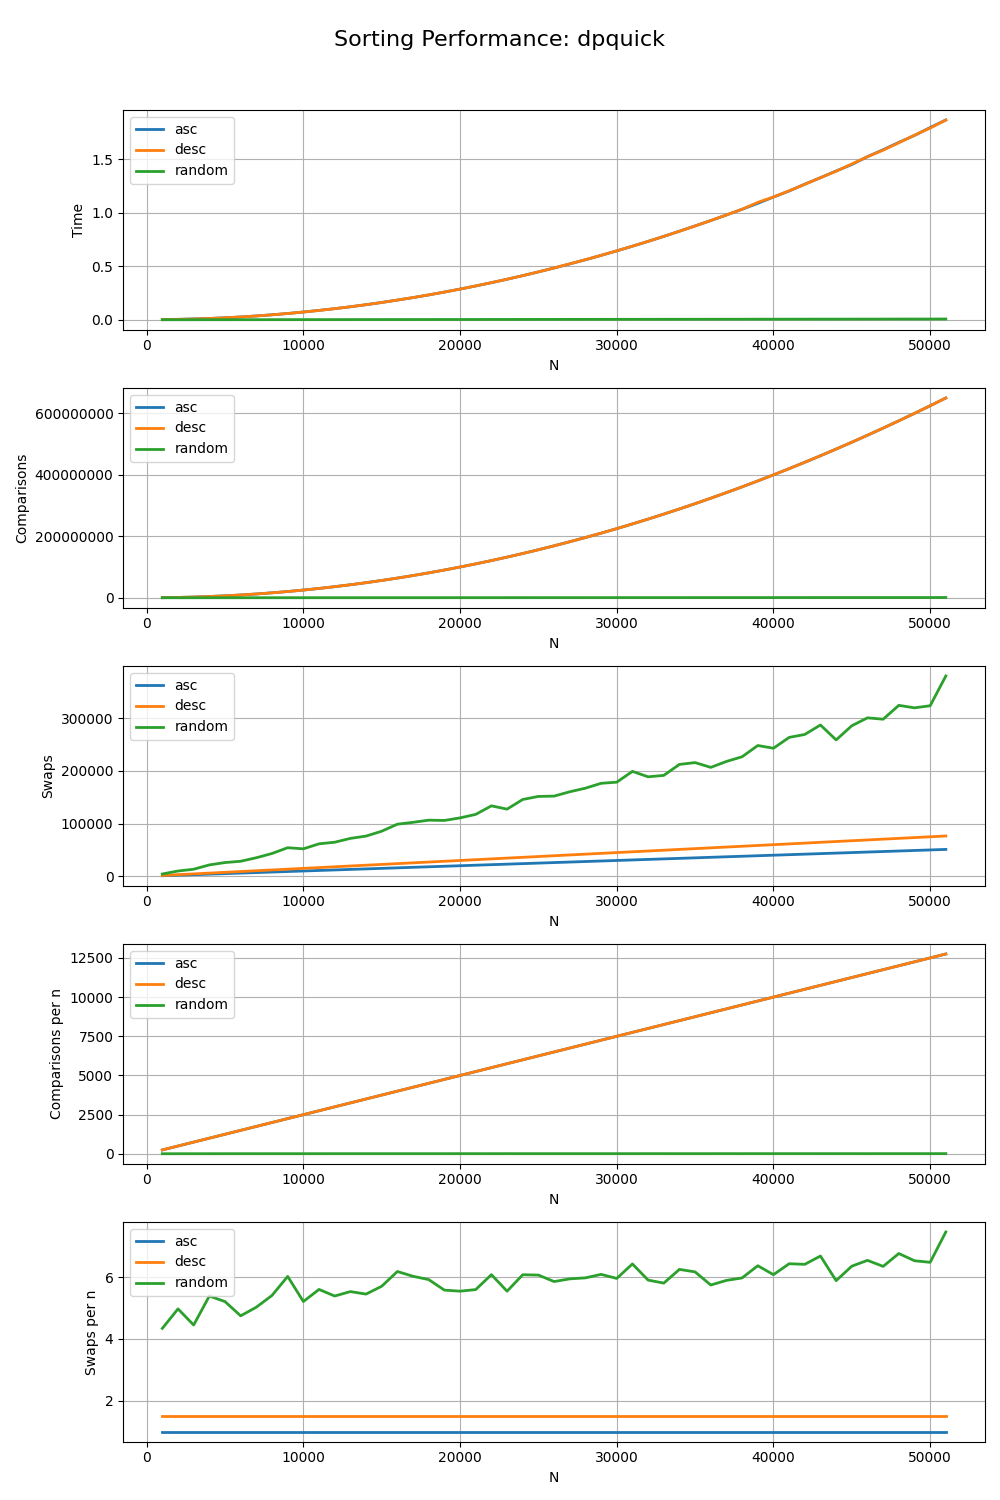 Sorting Performance: dpquick
asc
desc
random
1.5
1.0
0.5
0.0
Time
0 10000 20000 30000 40000 50000
N
asc
desc
random
600000000
400000000
200000000
0
Comparisons
0 10000 20000 30000 40000 50000
N
asc
desc
random
300000
200000
100000
0
Swaps
0 10000 20000 30000 40000 50000
N
asc
desc
random
12500
10000
7500
5000
2500
0
Comparisons per n
0 10000 20000 30000 40000 50000
N
asc
desc
random
6
4
2
Swaps per n
0 10000 20000 30000 40000 50000
N